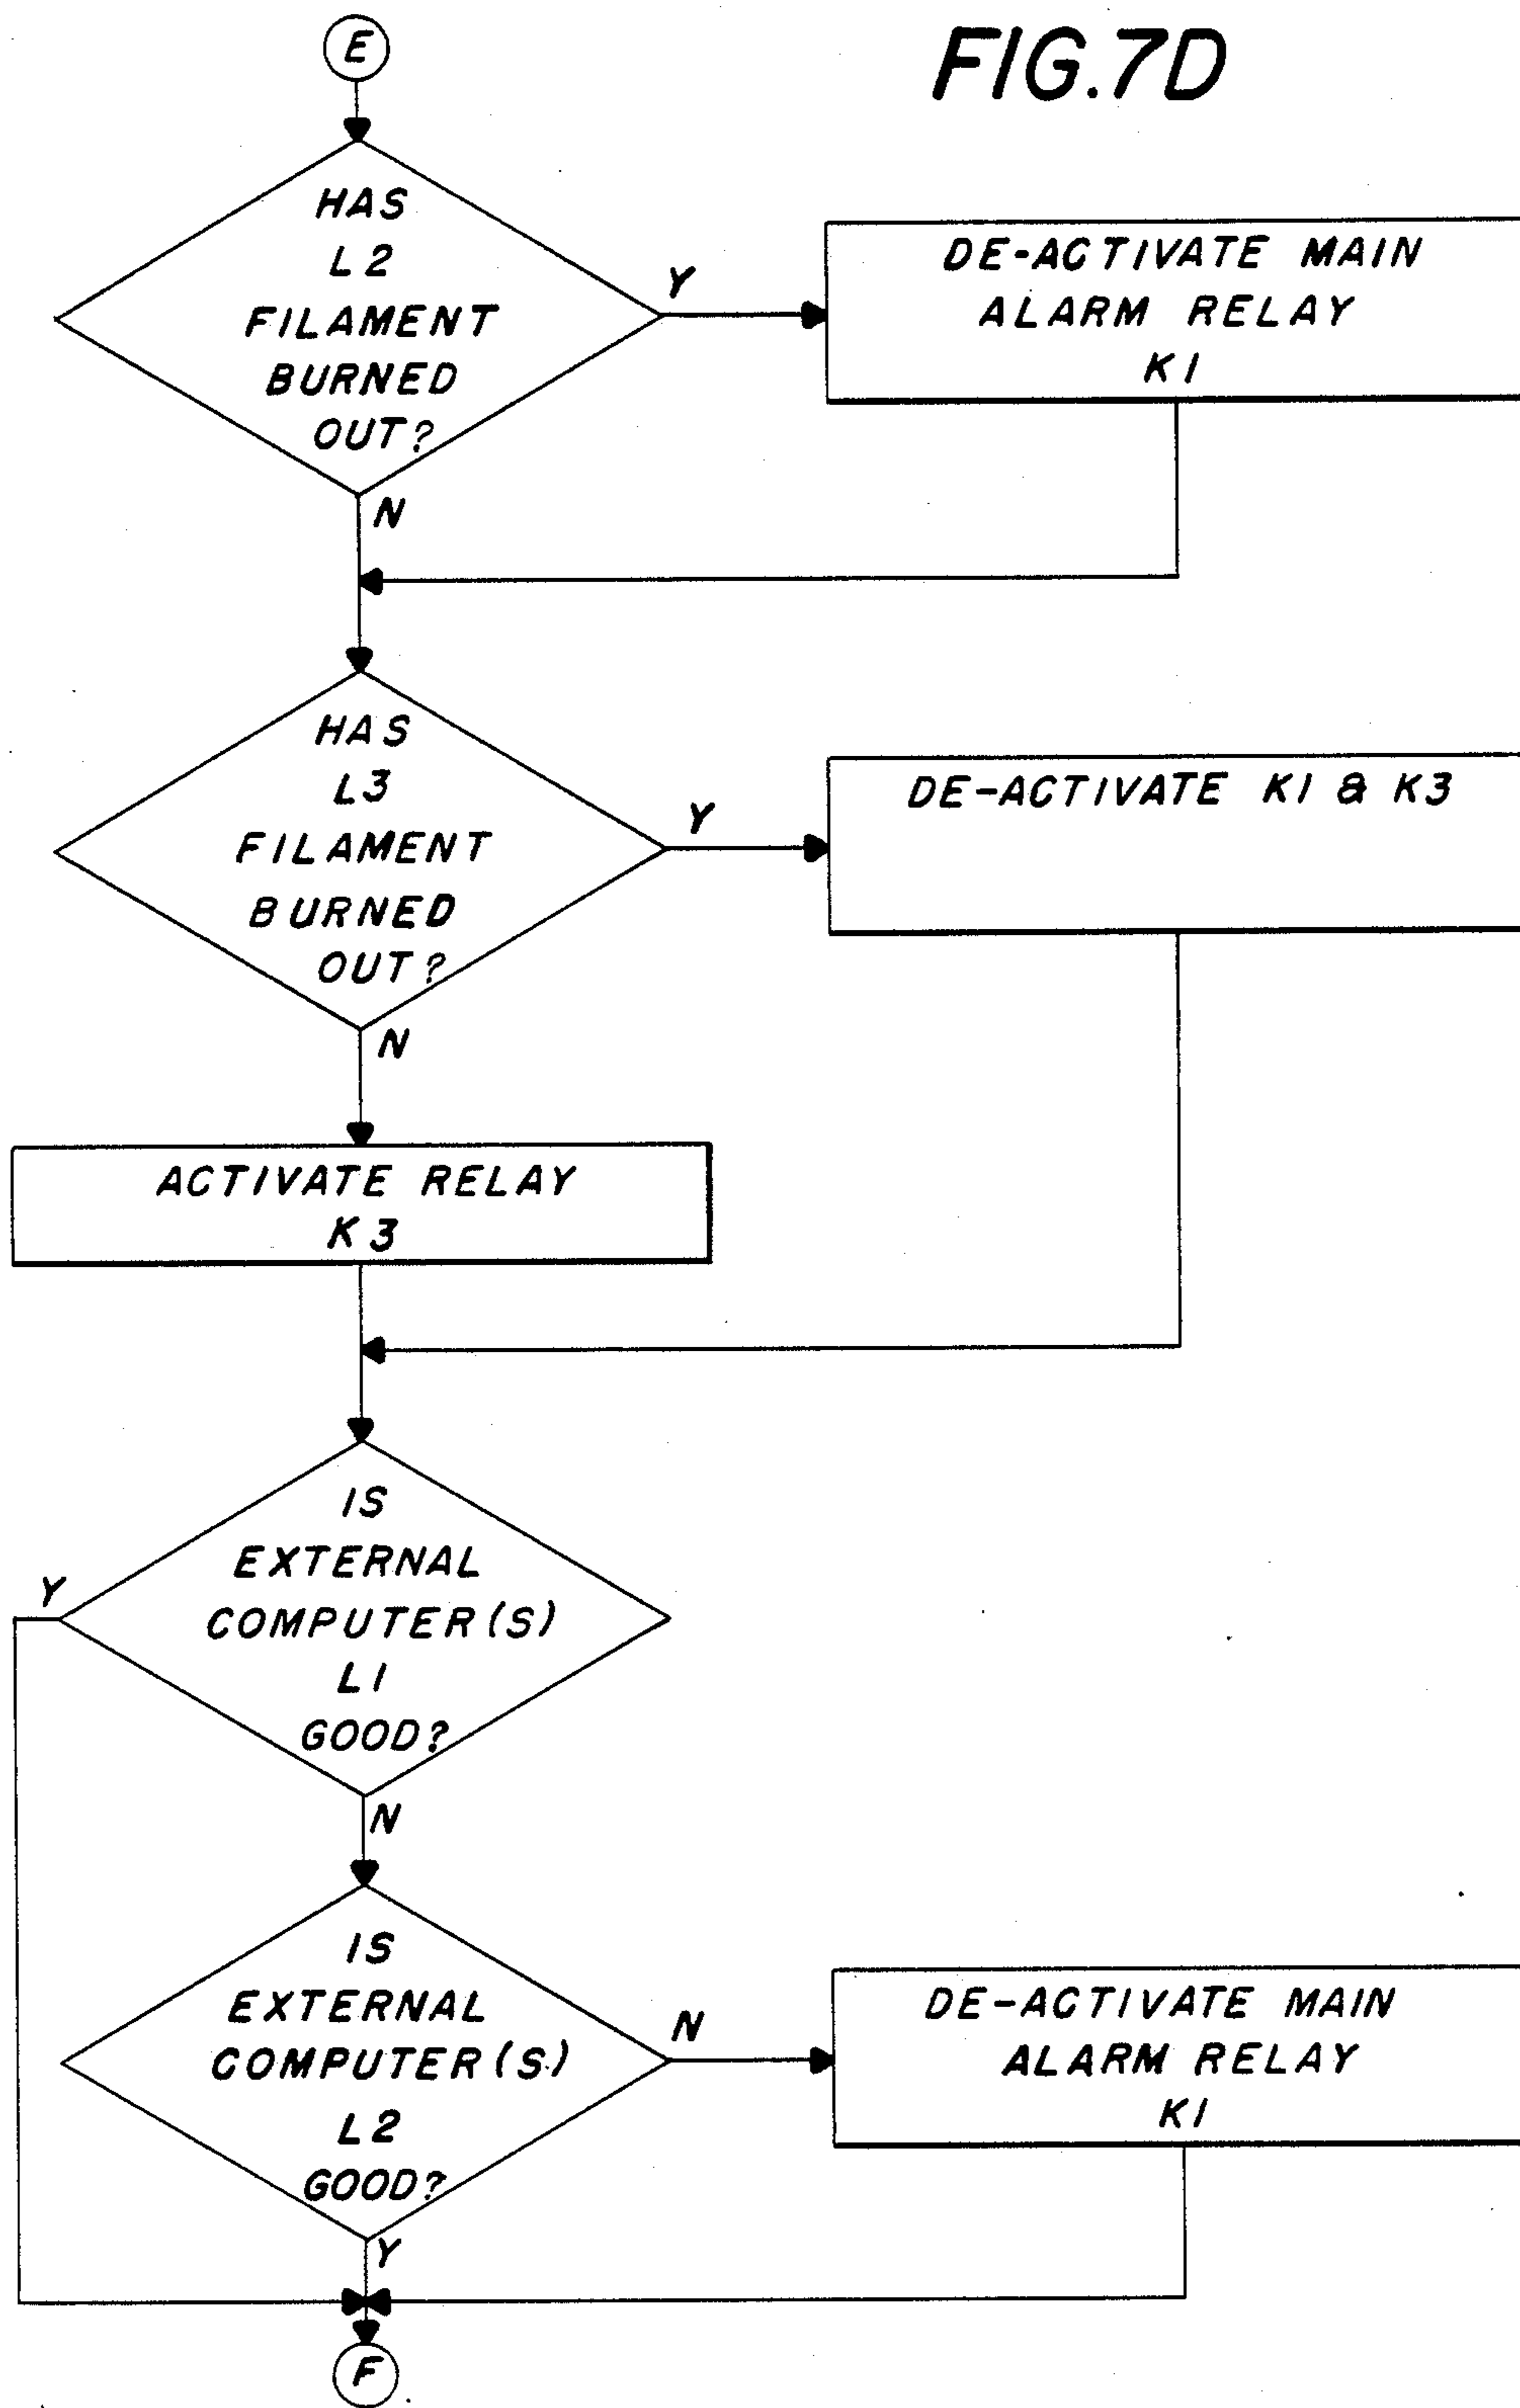 E
FIG.7D
HAS
L2
FILAMENT
BURNED
OUT?
Y
DE-ACTIVATE MAIN
ALARM RELAY
K1
N
HAS
L3
FILAMENT
BURNED
OUT?
Y
DE-ACTIVATE K1 & K3
N
ACTIVATE RELAY
K3
IS
EXTERNAL
COMPUTER(S)
L1
GOOD?
Y
N
IS
EXTERNAL
COMPUTER(S)
L2
GOOD?
N
DE-ACTIVATE MAIN
ALARM RELAY
K1
Y
F